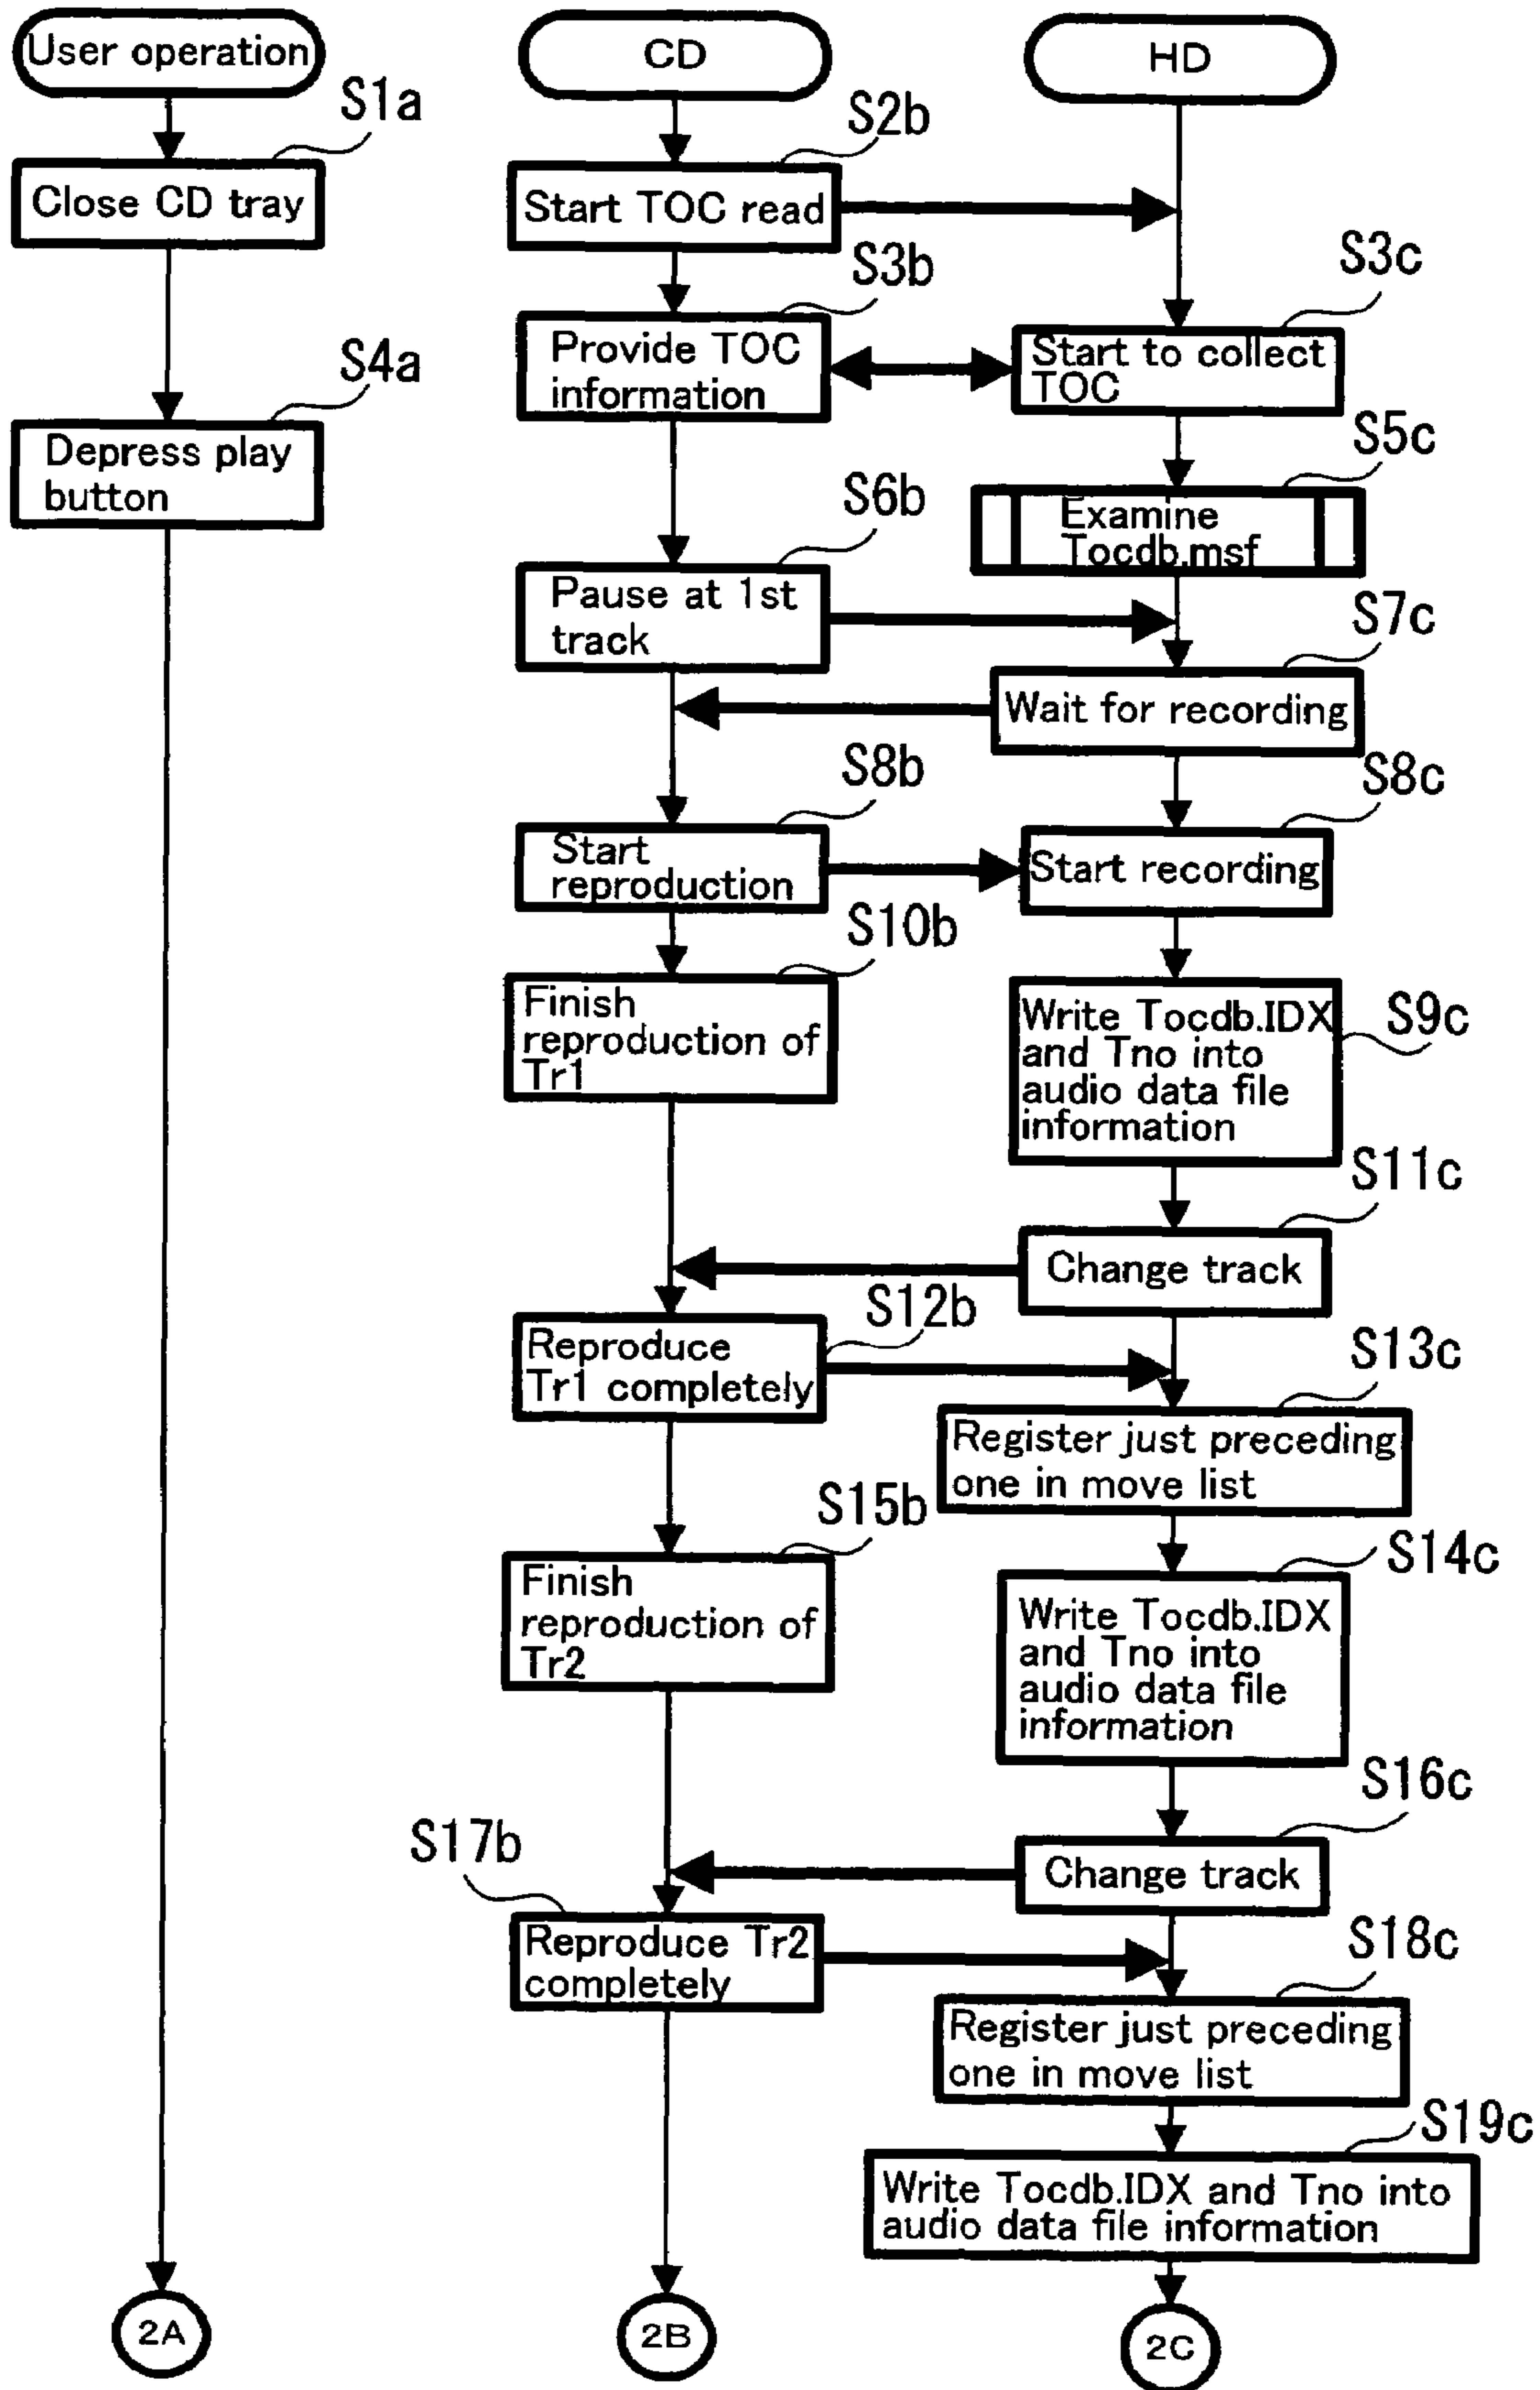 User operation
CD
HD
S1a
Close CD tray
S2b
Start TOC read
S3b
Provide TOC
information
S3c
Start to collect
TOC
S4a
Depress play
button
S5c
Examine
Tocdb.msf
S6b
Pause at 1st
track
S7c
Wait for recording
S8b
Start
reproduction
S8c
Start recording
S10b
Finish
reproduction of
Tr1
S9c
Write Tocdb.IDX
and Tno into
audio data file
information
S11c
Change track
S12b
Reproduce
Tr1 completely
S13c
Register just preceding
one in move list
S15b
Finish
reproduction of
Tr2
S14c
Write Tocdb.IDX
and Tno into
audio data file
information
S16c
Change track
S17b
Reproduce Tr2
completely
S18c
Register just preceding
one in move list
S19c
Write Tocdb.IDX and Tno into
audio data file information
2A
2B
2C